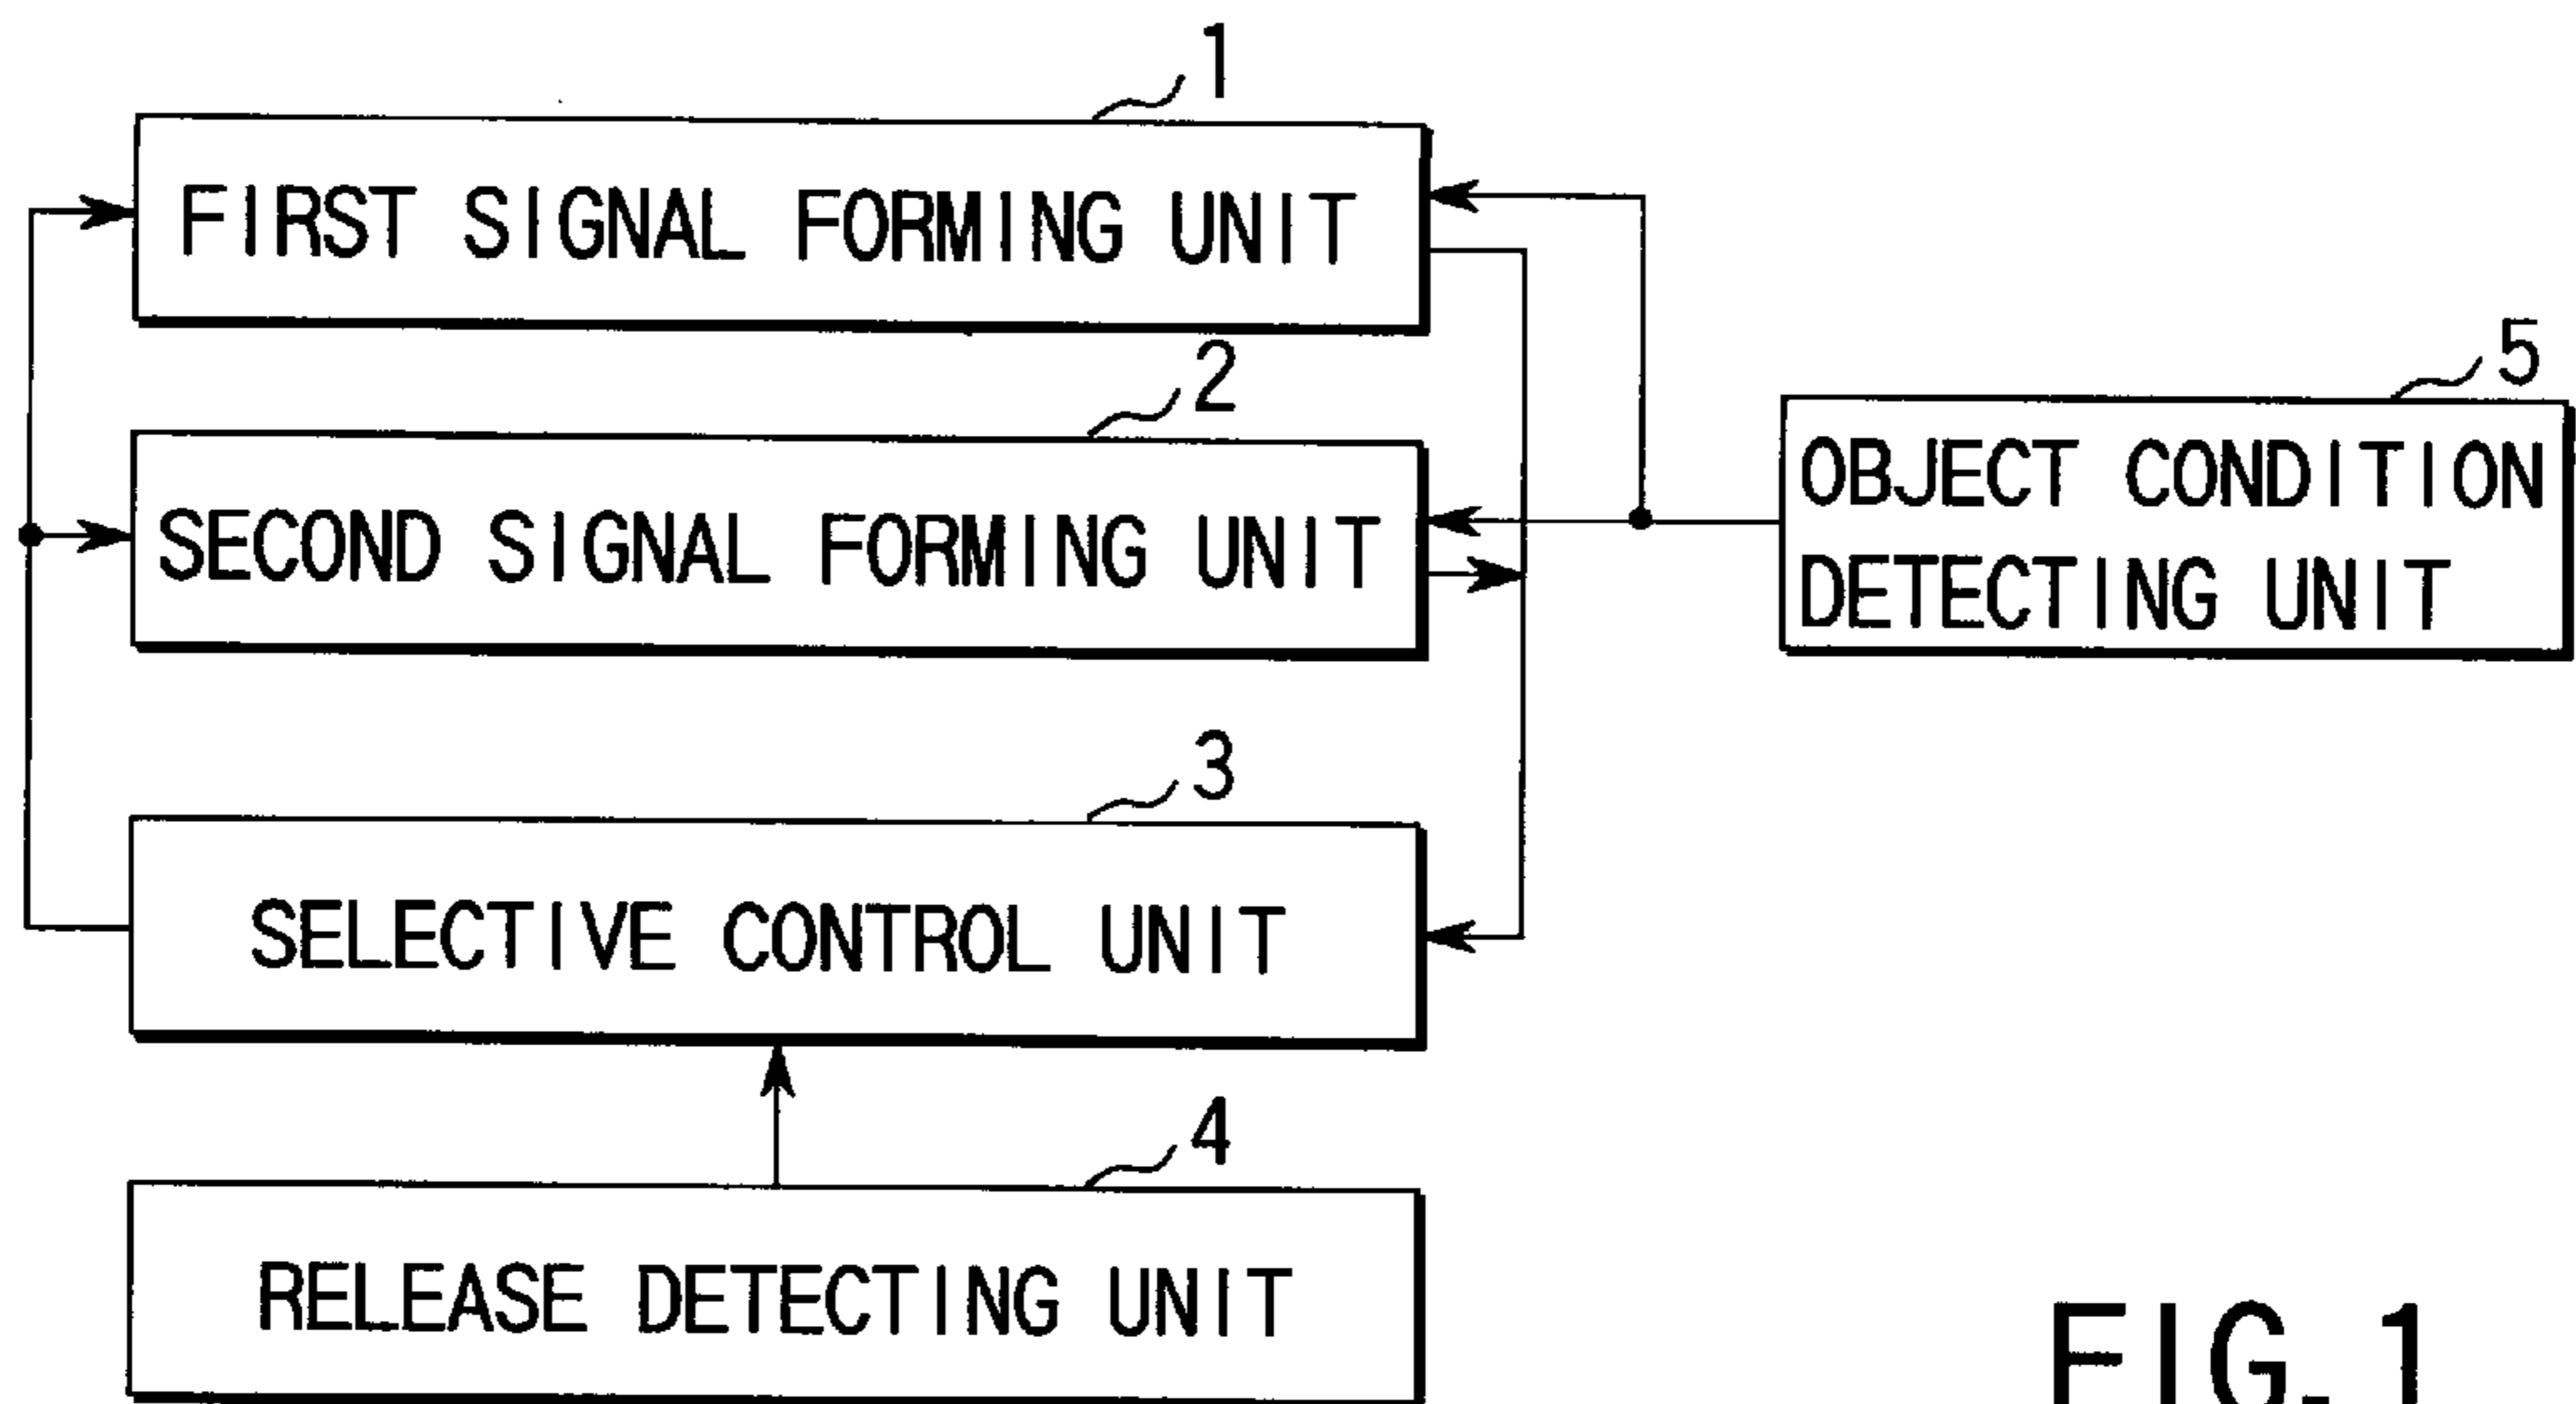 1
FIRST SIGNAL FORMING UNIT
2
SECOND SIGNAL FORMING UNIT
5
OBJECT CONDITION
DETECTING UNIT
3
SELECTIVE CONTROL UNIT
4
RELEASE DETECTING UNIT
FIG. 1